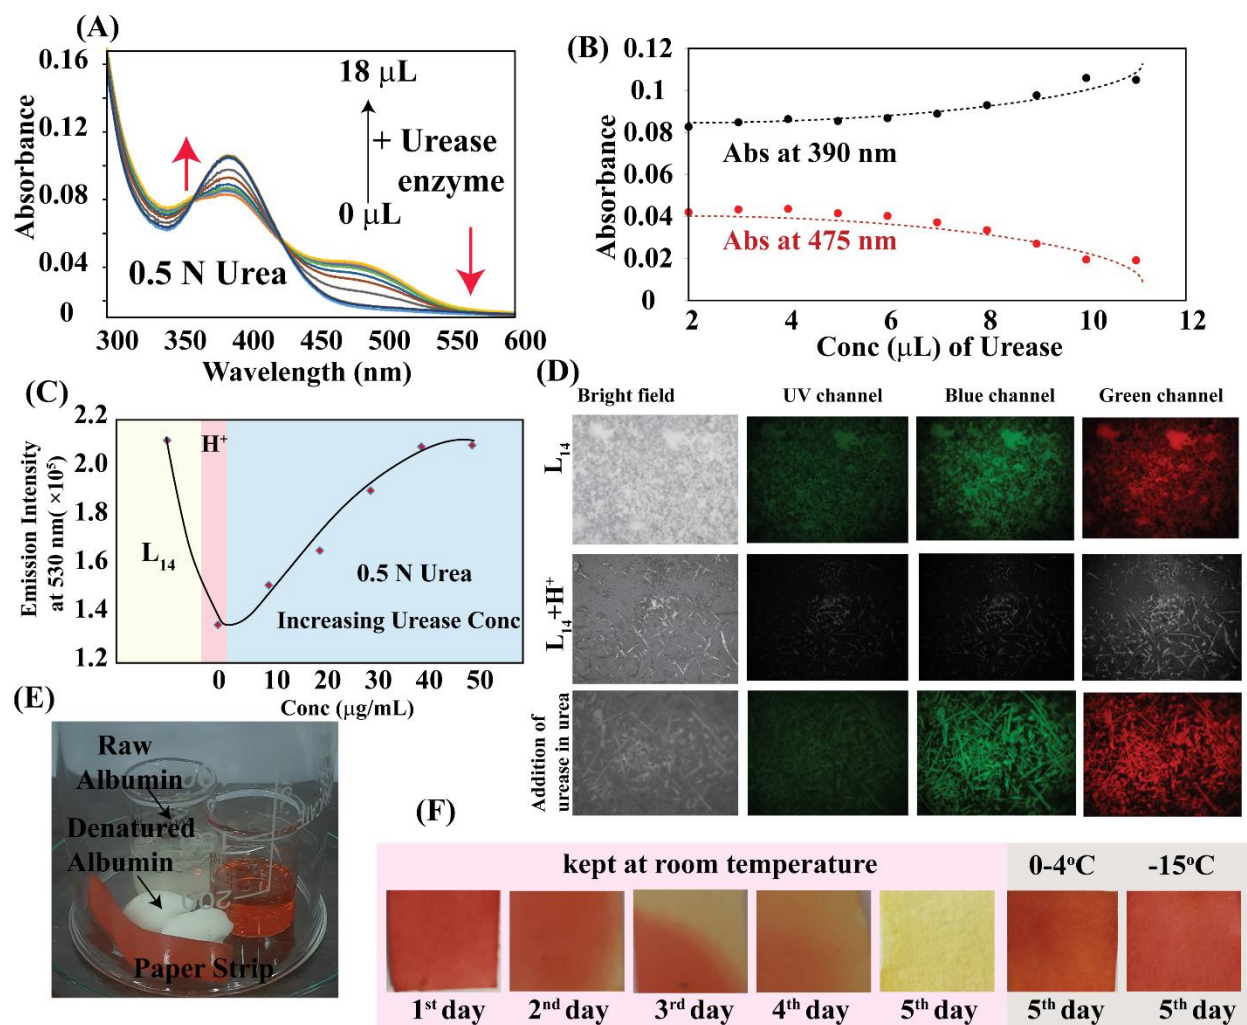 (A)
0.16
0.12
0.08
0.04
0
Absorbance
18 μL
+ Urease
enzyme
0 μL
0.5 N Urea
300 350 400 450 500 550 600
Wavelength (nm)
(B)
0.12
0.1
0.08
0.06
0.04
0.02
0
Absorbance
Abs at 390 nm
Abs at 475 nm
2 4 6 8 10 12
Conc (μL) of Urease
(C)
2.2
2.0
1.8
1.6
1.4
1.2
Emission Intensity
at 530 nm( ×10⁵)
H⁺
L₁₄
0.5 N Urea
Increasing Urease Conc
0 10 20 30 40 50
Conc (μg/mL)
(D)
Bright field UV channel Blue channel Green channel
L₁₄
L₁₄+H⁺
Addition of
urease in urea
(E)
Raw
Albumin
Denatured
Albumin
200
Paper Strip
(F)
kept at room temperature
0-4°C -15°C
1ˢᵗ day 2ⁿᵈ day 3ʳᵈ day 4ᵗʰ day 5ᵗʰ day 5ᵗʰ day 5ᵗʰ day